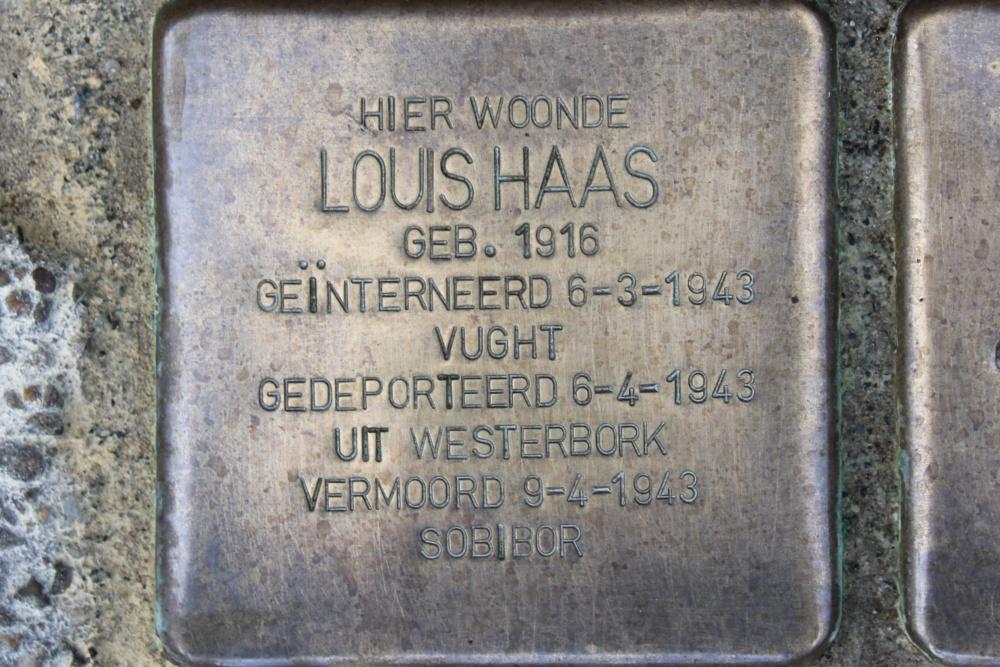 HIER WOONDE
LOUIS HAAS
GEB. 1916
GEÏNTERNEERD 6-3-1943
VUGHT
GEDEPORTEERD 6-4-1943
UIT WESTERBORK
VERMOORD 9-4-1943
SOBIBOR